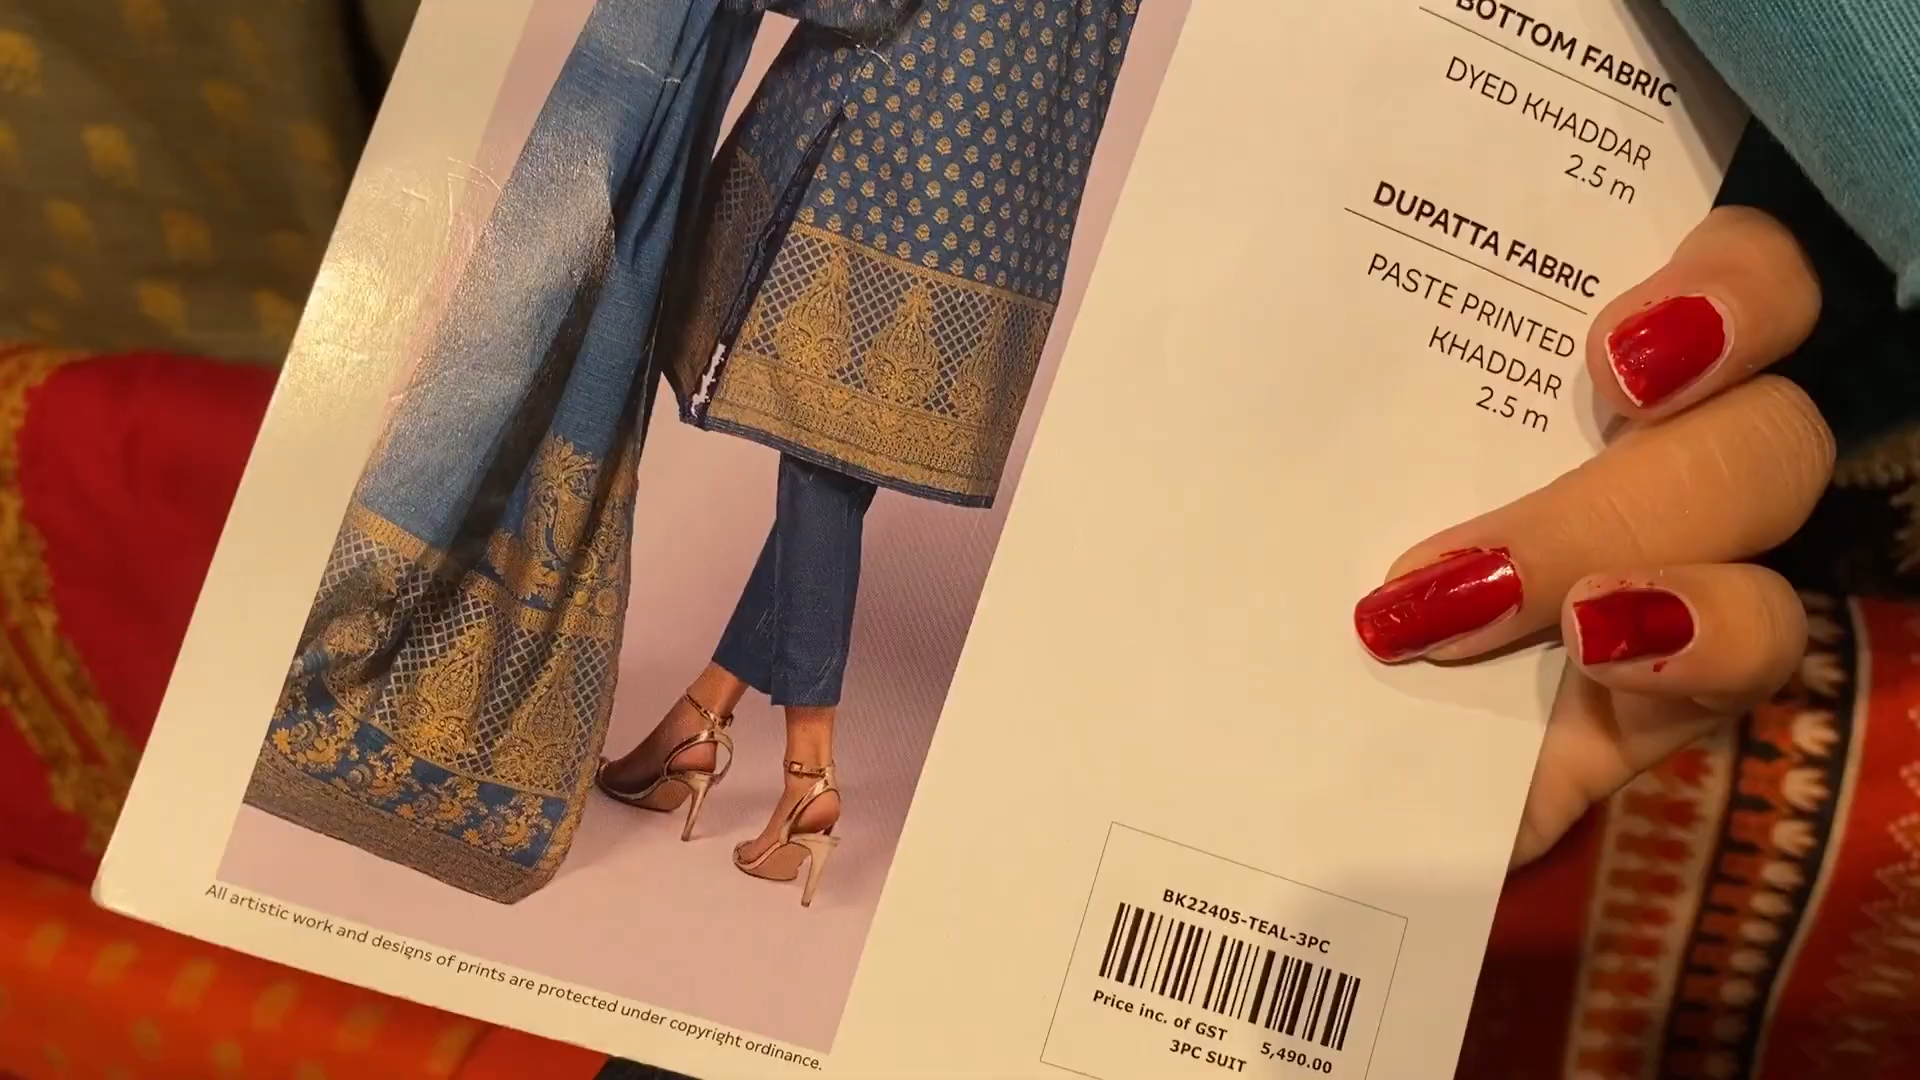 BOTTOM FABRIC
DYED KHADDAR
2.5 m
DUPATTA FABRIC
PASTE PRINTED
KHADDAR
2.5 m
All artistic work and designs of prints are protected under copyright ordinance.
BK22405-TEAL-3PC
Price inc. of GST
5,490.00
3PC SUIT